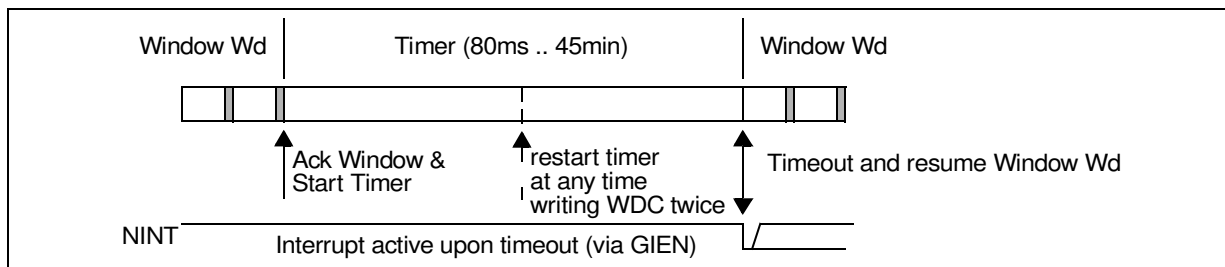 Window Wd
Timer (80ms .. 45min)
Window Wd
Ack Window &
Start Timer
restart timer
at any time
writing WDC twice
Timeout and resume Window Wd
NINT
Interrupt active upon timeout (via GIEN)